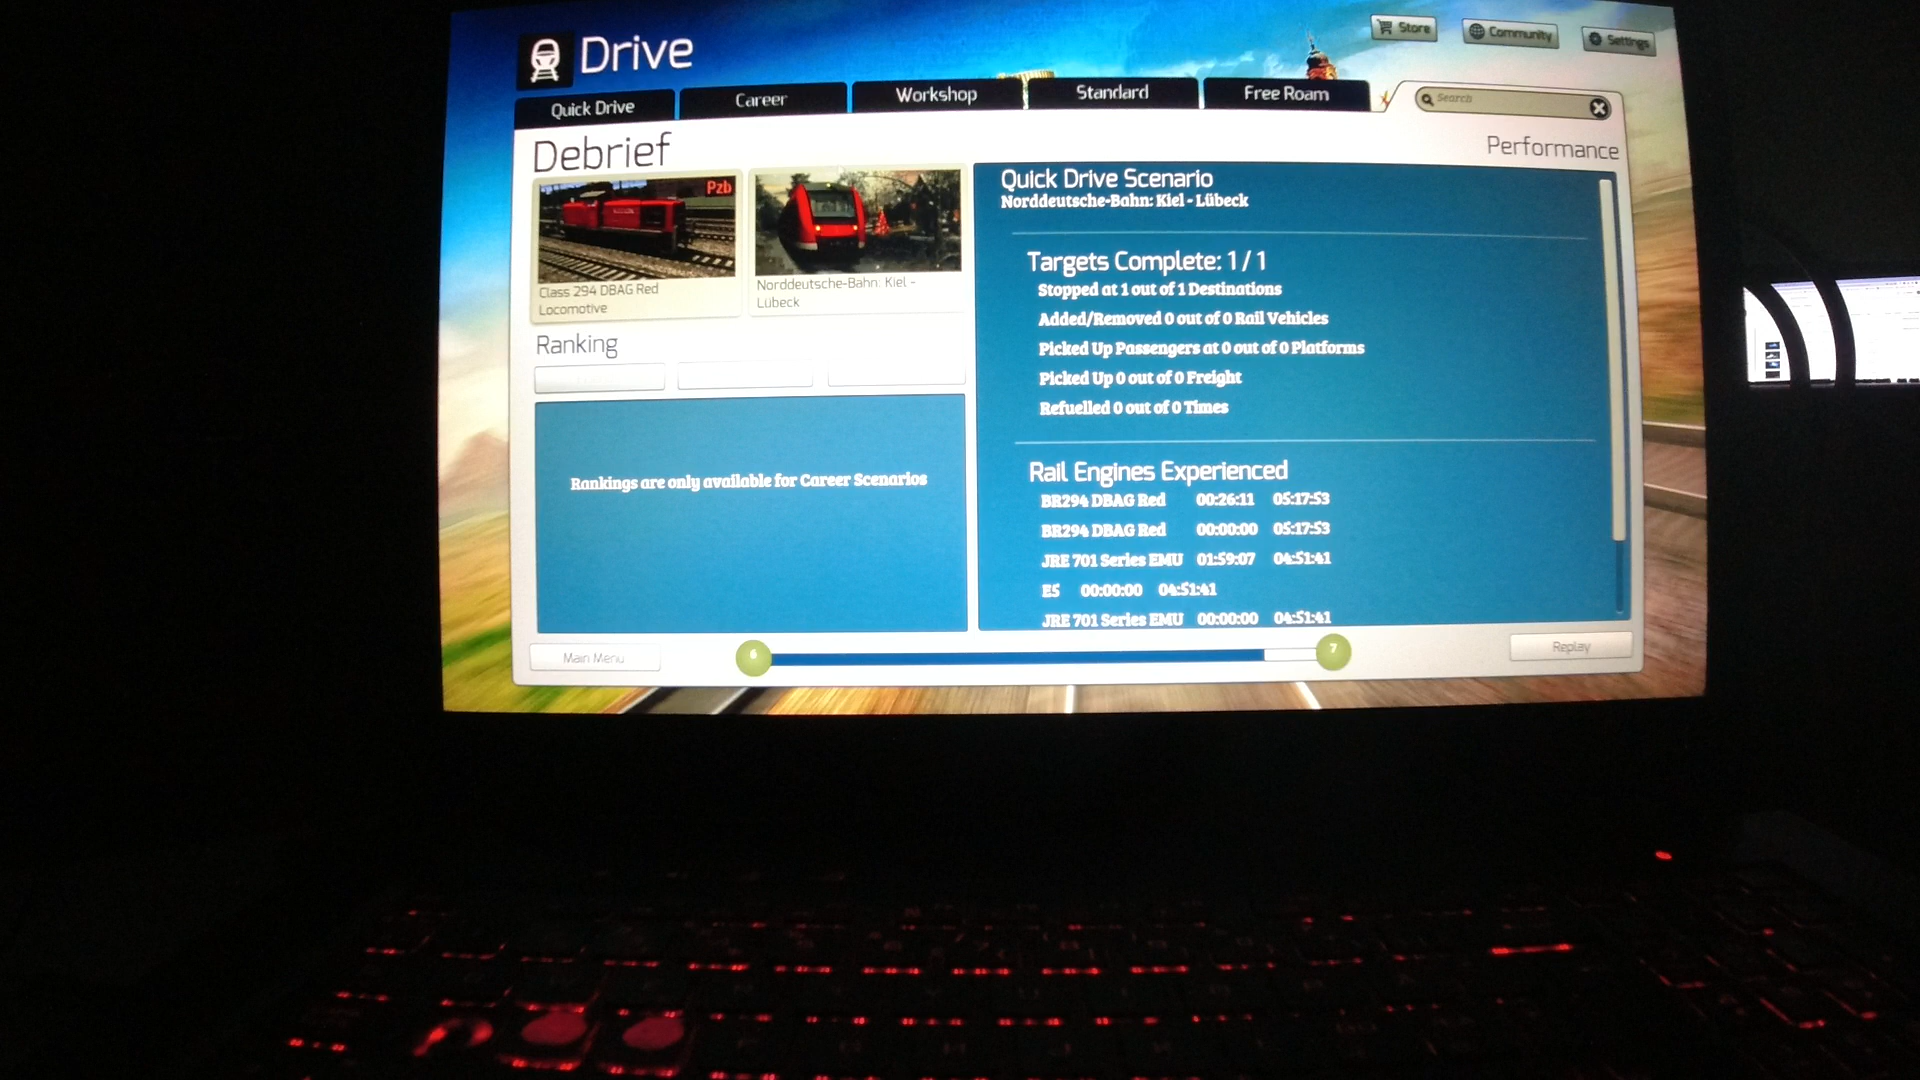 Drive
Store
Community
Settings
Quick Drive
Career
Workshop
Standard
Free Roam
Search
Debrief
Performance
Pzb
Class 294 DBAG Red
Locomotive
Norddeutsche-Bahn: Kiel -
Lübeck
Ranking
Rankings are only available for Career Scenarios
Quick Drive Scenario
Norddeutsche-Bahn: Kiel - Lübeck
Targets Complete: 1 / 1
Stopped at 1 out of 1 Destinations
Added/Removed 0 out of 0 Rail Vehicles
Picked Up Passengers at 0 out of 0 Platforms
Picked Up 0 out of 0 Freight
Refuelled 0 out of 0 Times
Rail Engines Experienced
BR294 DBAG Red 00:26:11 05:17:53
BR294 DBAG Red 00:00:00 05:17:53
JRE 701 Series EMU 01:59:07 04:51:41
E5 00:00:00 04:51:41
JRE 701 Series EMU 00:00:00 04:51:41
Main Menu
6
7
Replay